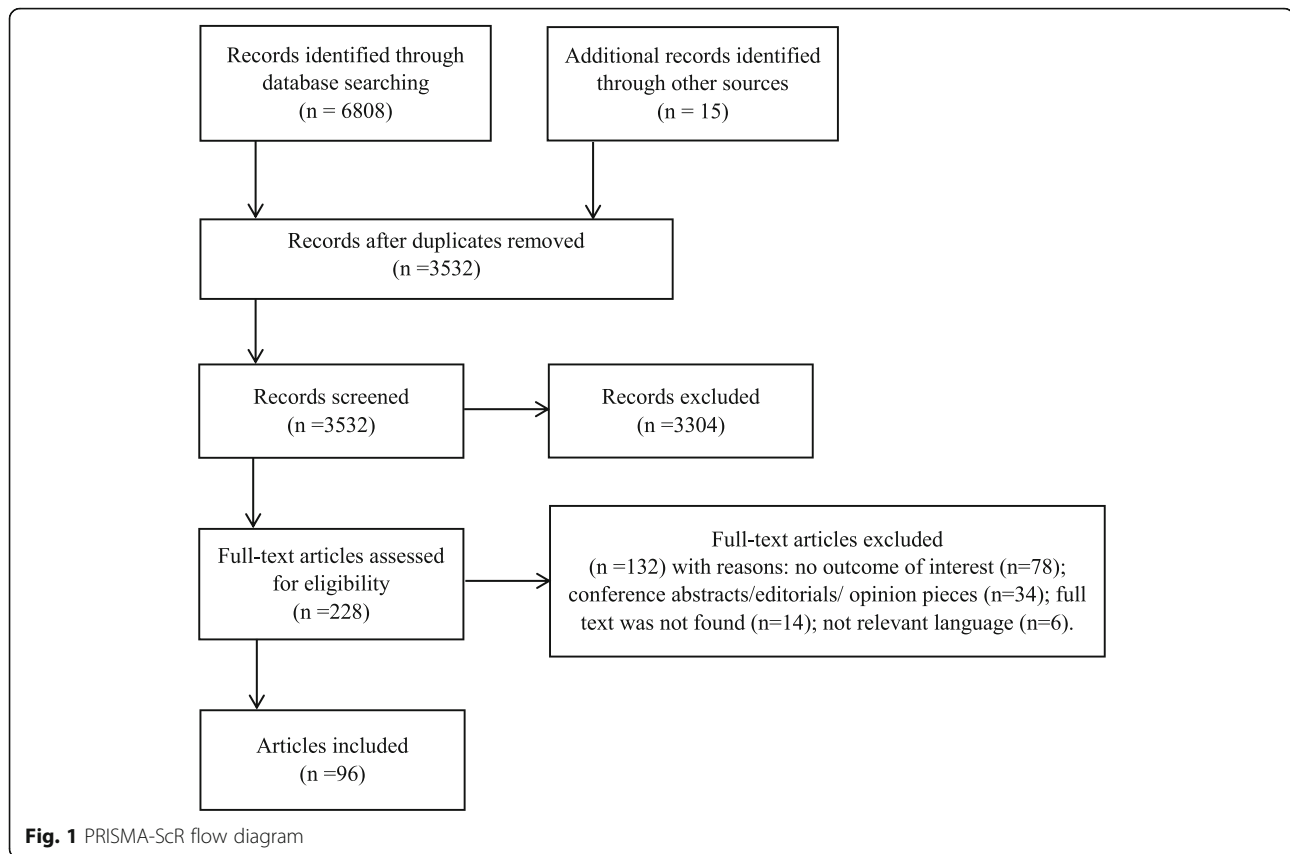 Records identified through
database searching
(n = 6808)
Additional records identified
through other sources
(n = 15)
Records after duplicates removed
(n =3532)
Records screened
(n =3532)
Records excluded
(n =3304)
Full-text articles assessed
for eligibility
(n =228)
Full-text articles excluded
(n =132) with reasons: no outcome of interest (n=78);
conference abstracts/editorials/ opinion pieces (n=34); full
text was not found (n=14); not relevant language (n=6).
Articles included
(n =96)
Fig. 1 PRISMA-ScR flow diagram